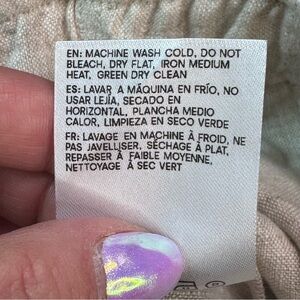 EN: MACHINE WASH COLD, DO NOT
BLEACH, DRY FLAT, IRON MEDIUM
HEAT, GREEN DRY CLEAN
ES: LAVAR A MÁQUINA EN FRÍO, NO
USAR LEJÍA, SECADO EN
HORIZONTAL, PLANCHA MEDIO
CALOR, LIMPIEZA EN SECO VERDE
FR: LAVAGE EN MACHINE À FROID, NE
PAS JAVELLISER, SÉCHAGE À PLAT,
REPASSER À FAIBLE MOYENNE,
NETTOYAGE À SEC VERT